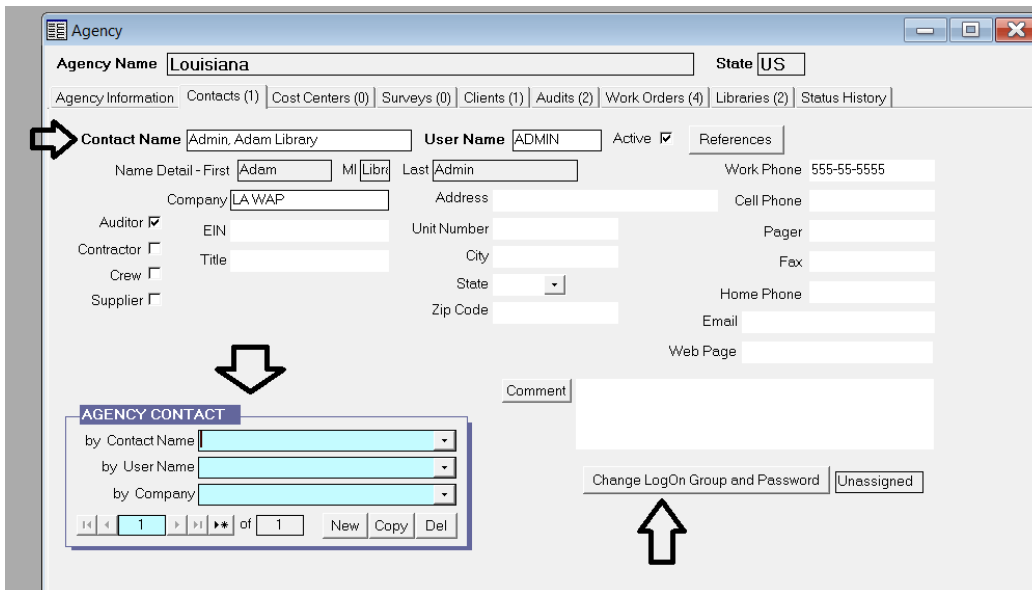 Agency
Agency Name Louisiana State US
Agency Information Contacts (1) Cost Centers (0) Surveys (0) Clients (1) Audits (2) Work Orders (4) Libraries (2) Status History
Contact Name Admin, Adam Library User Name ADMIN Active References
Name Detail - First Adam MI Libra Last Admin Work Phone 555-55-5555
Company LA WAP Address Cell Phone
Auditor EIN Unit Number Pager
Contractor Title City Fax
Crew State Home Phone
Supplier Zip Code Email
Web Page
Comment
AGENCY CONTACT
by Contact Name
by User Name
by Company
Change LogOn Group and Password Unassigned
1 of 1 New Copy Del